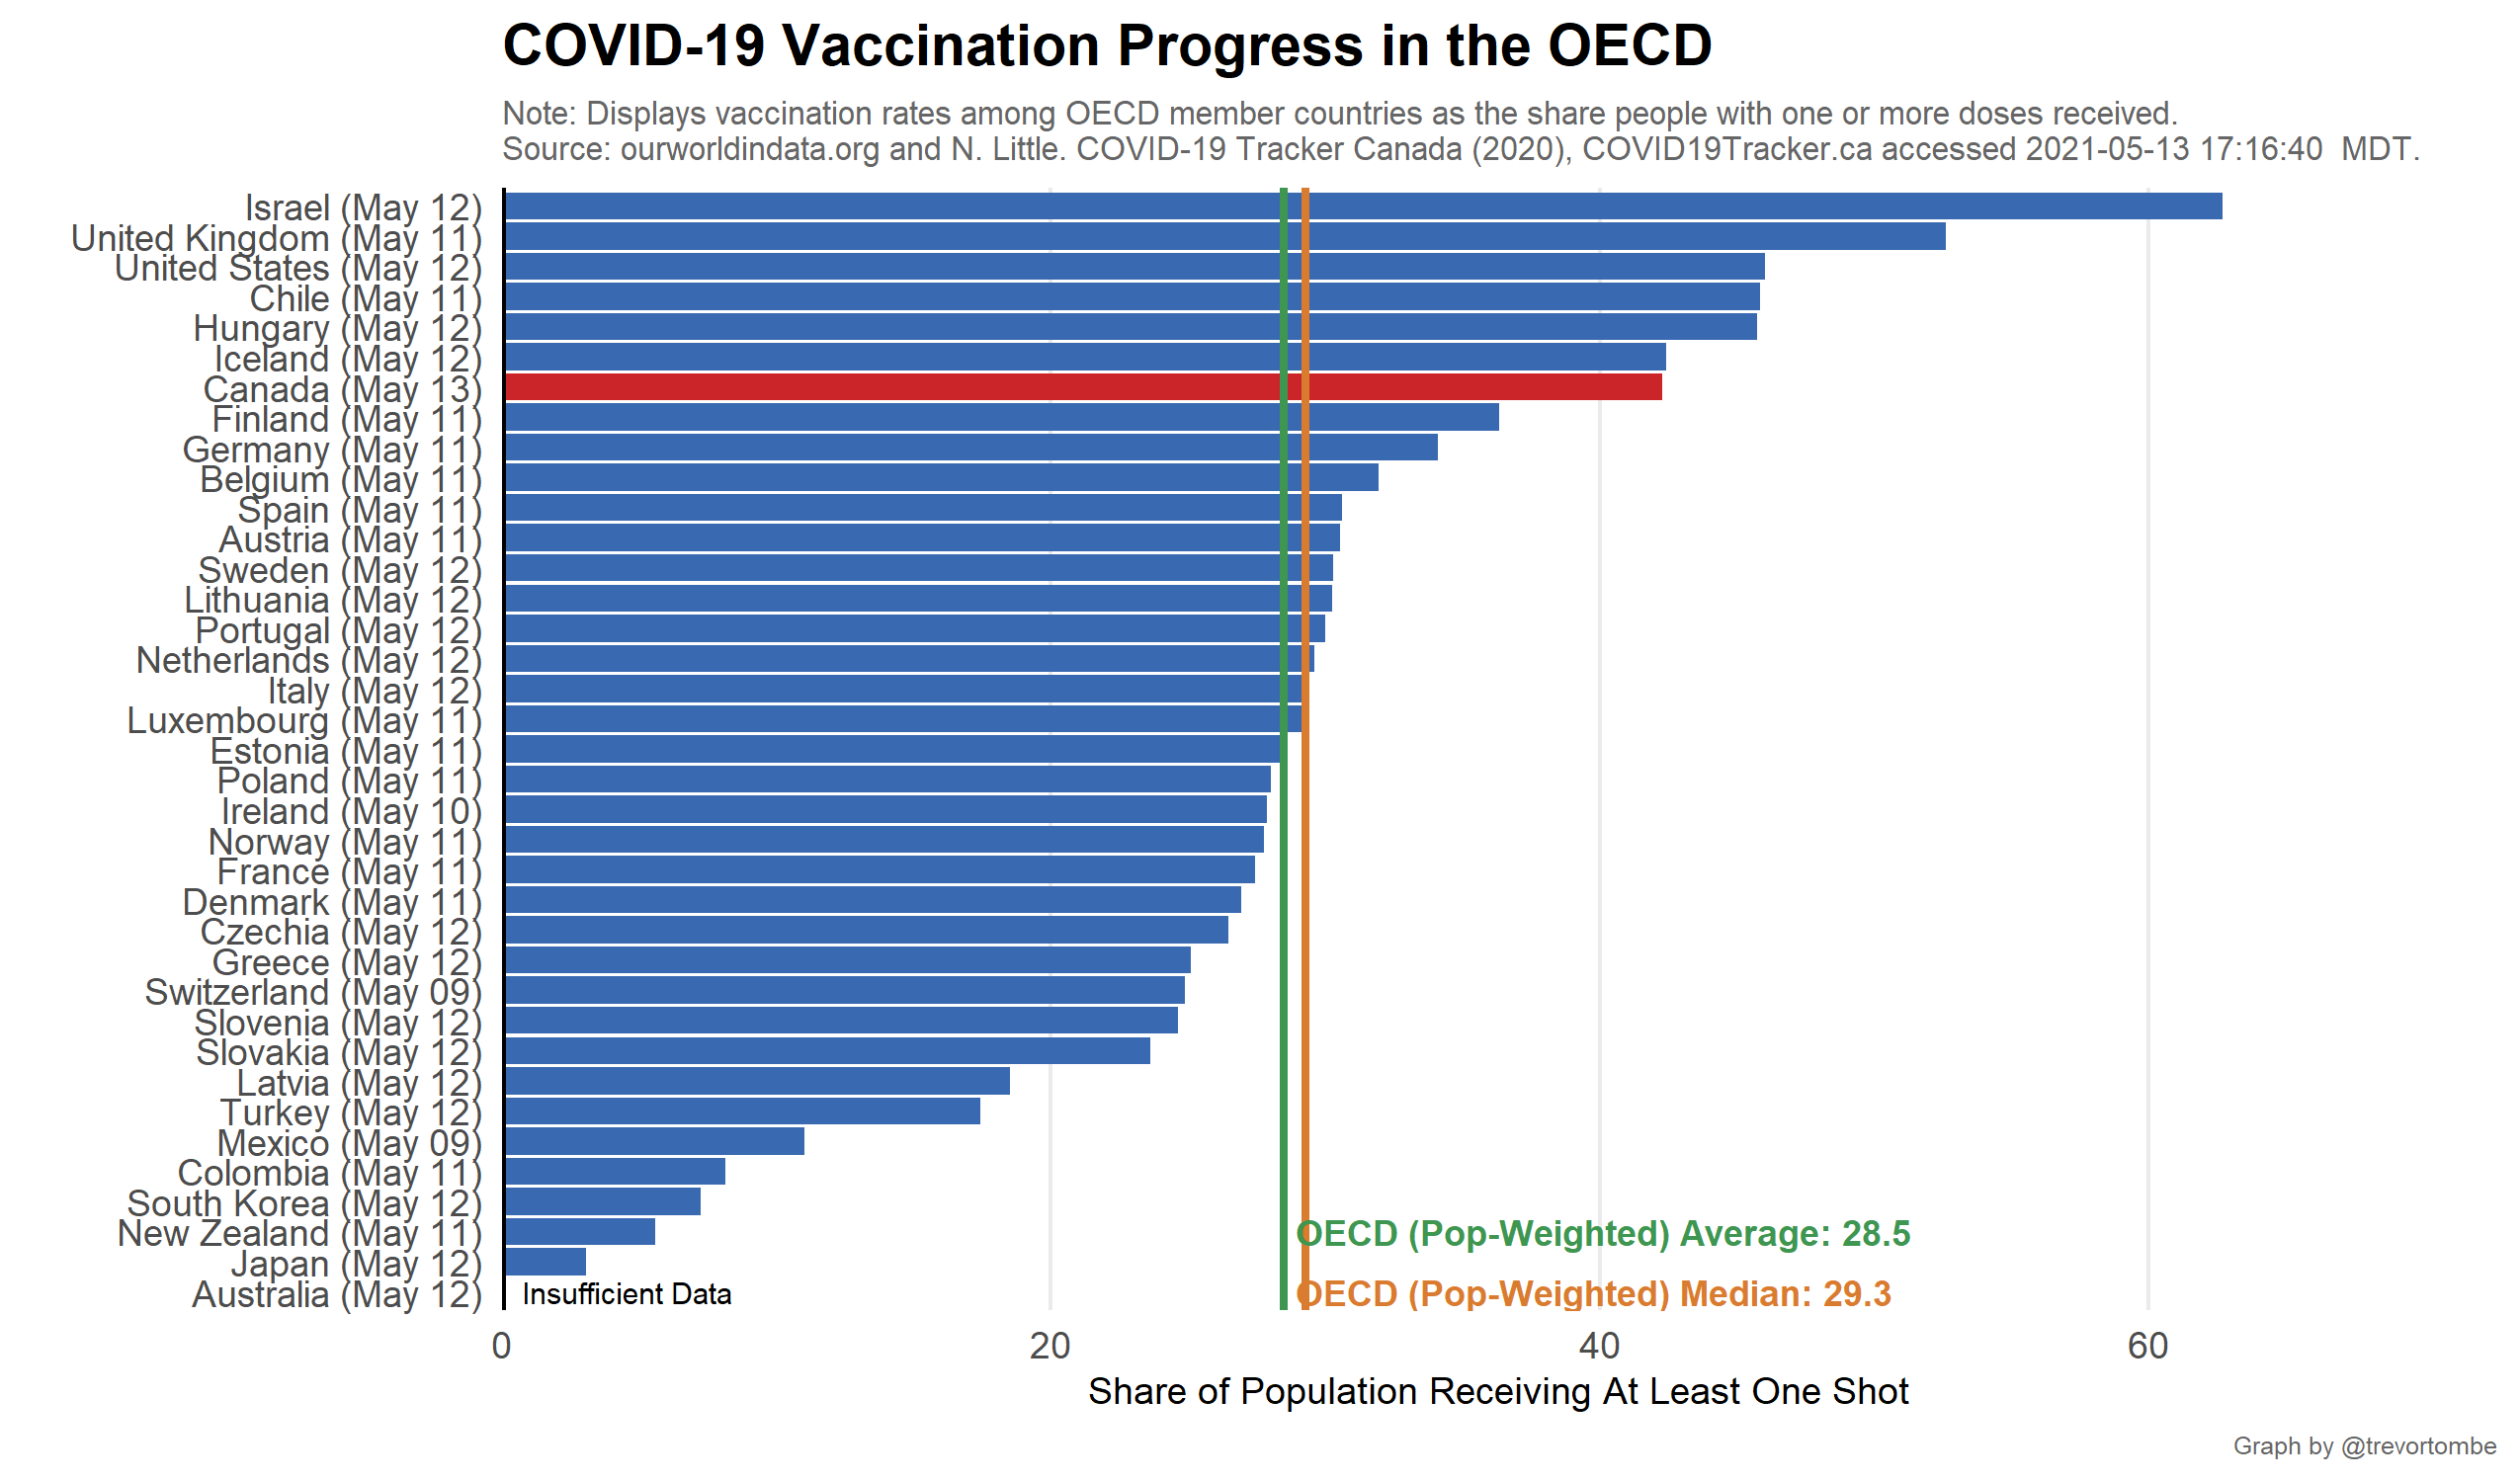 COVID-19 Vaccination Progress in the OECD
Note: Displays vaccination rates among OECD member countries as the share people with one or more doses received.
Source: ourworldindata.org and N. Little. COVID-19 Tracker Canada (2020), COVID19Tracker.ca accessed 2021-05-13 17:16:40  MDT.
Israel (May 12)
United Kingdom (May 11)
United States (May 12)
Chile (May 11)
Hungary (May 12)
Iceland (May 12)
Canada (May 13)
Finland (May 11)
Germany (May 11)
Belgium (May 11)
Spain (May 11)
Austria (May 11)
Sweden (May 12)
Lithuania (May 12)
Portugal (May 12)
Netherlands (May 12)
Italy (May 12)
Luxembourg (May 11)
Estonia (May 11)
Poland (May 11)
Ireland (May 10)
Norway (May 11)
France (May 11)
Denmark (May 11)
Czechia (May 12)
Greece (May 12)
Switzerland (May 09)
Slovenia (May 12)
Slovakia (May 12)
Latvia (May 12)
Turkey (May 12)
Mexico (May 09)
Colombia (May 11)
South Korea (May 12)
New Zealand (May 11)
OECD (Pop-Weighted) Average: 28.5
Japan (May 12)
Australia (May 12)
Insufficient Data
OECD (Pop-Weighted) Median: 29.3
0 20 40 60
Share of Population Receiving At Least One Shot
Graph by @trevortombe